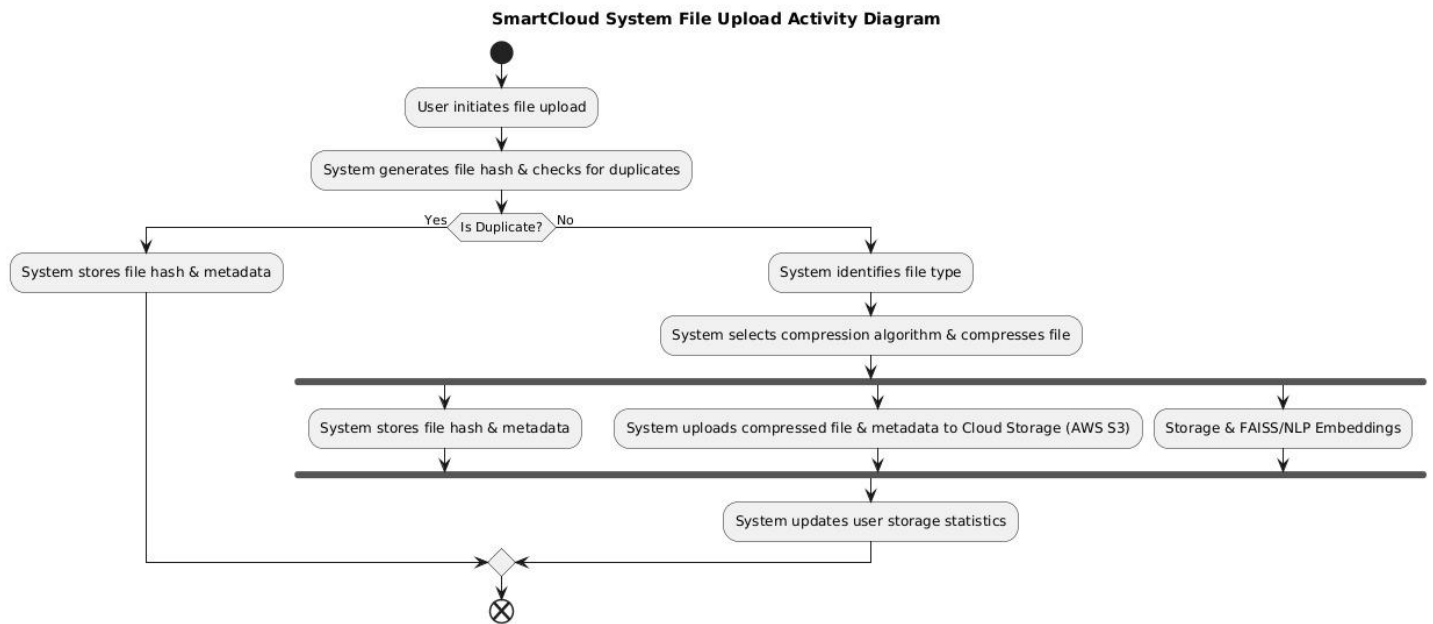 SmartCloud System File Upload Activity Diagram
User initiates file upload
System generates file hash & checks for duplicates
Yes
Is Duplicate?
No
System stores file hash & metadata
System identifies file type
System selects compression algorithm & compresses file
System stores file hash & metadata
System uploads compressed file & metadata to Cloud Storage (AWS S3)
Storage & FAISS/NLP Embeddings
System updates user storage statistics